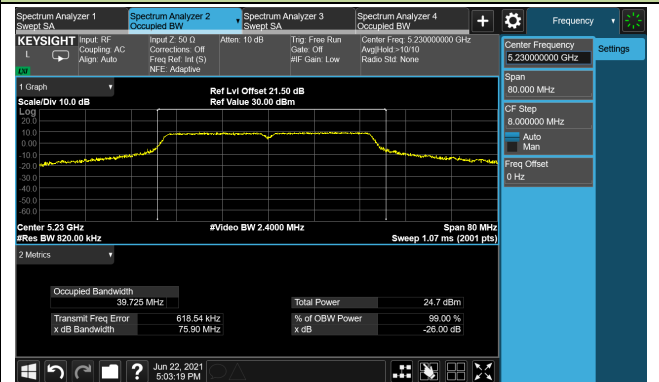 Spectrum Analyzer 1
Swept SA
Spectrum Analyzer 2
Occupied BW
Spectrum Analyzer 3
Swept SA
Spectrum Analyzer 4
Occupied BW
+
Frequency
KEYSIGHT
L
LXI
Input: RF
Coupling: AC
Align: Auto
Input Z: 50 Ω
Corrections: Off
Freq Ref: Int (S)
NFE: Adaptive
Atten: 10 dB
Trig: Free Run
Gate: Off
#IF Gain: Low
Center Freq: 5.230000000 GHz
Avg|Hold:>10/10
Radio Std: None
Center Frequency
5.230000000 GHz
Settings
Span
80.000 MHz
CF Step
8.000000 MHz
Auto
Man
Freq Offset
0 Hz
1 Graph
Scale/Div 10.0 dB
Ref Lvl Offset 21.50 dB
Ref Value 30.00 dBm
Log
20.0
10.0
0.00
-10.0
-20.0
-30.0
-40.0
-50.0
-60.0
Center 5.23 GHz
#Res BW 820.00 kHz
#Video BW 2.4000 MHz
Span 80 MHz
Sweep 1.07 ms (2001 pts)
2 Metrics
Occupied Bandwidth
39.725 MHz
Total Power 24.7 dBm
Transmit Freq Error 618.54 kHz
% of OBW Power 99.00 %
x dB Bandwidth 75.90 MHz
x dB -26.00 dB
?
Jun 22, 2021
5:03:19 PM